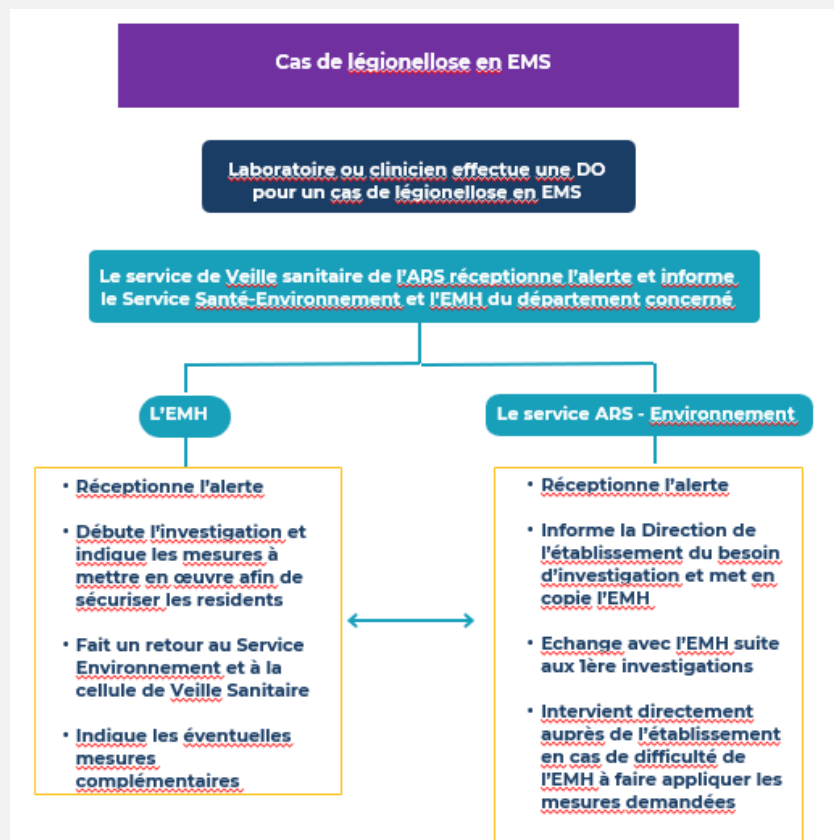 Cas de légionellose en EMS
Laboratoire ou clinicien effectue une DO
pour un cas de légionellose en EMS
Le service de Veille sanitaire de l'ARS réceptionne l'alerte et informe
le Service Santé-Environnement et l'EMH du département concerné
L'EMH
• Réceptionne l'alerte
• Débute l'investigation et
indique les mesures à
mettre en œuvre afin de
sécuriser les residents
• Fait un retour au Service
Environnement et à la
cellule de Veille Sanitaire
• Indique les éventuelles
mesures
complémentaires
Le service ARS - Environnement
• Réceptionne l'alerte
• Informe la Direction de
l'établissement du besoin
d'investigation et met en
copie l'EMH
• Echange avec l'EMH suite
aux 1ère investigations
• Intervient directement
auprès de l'établissement
en cas de difficulté de
l'EMH à faire appliquer les
mesures demandées